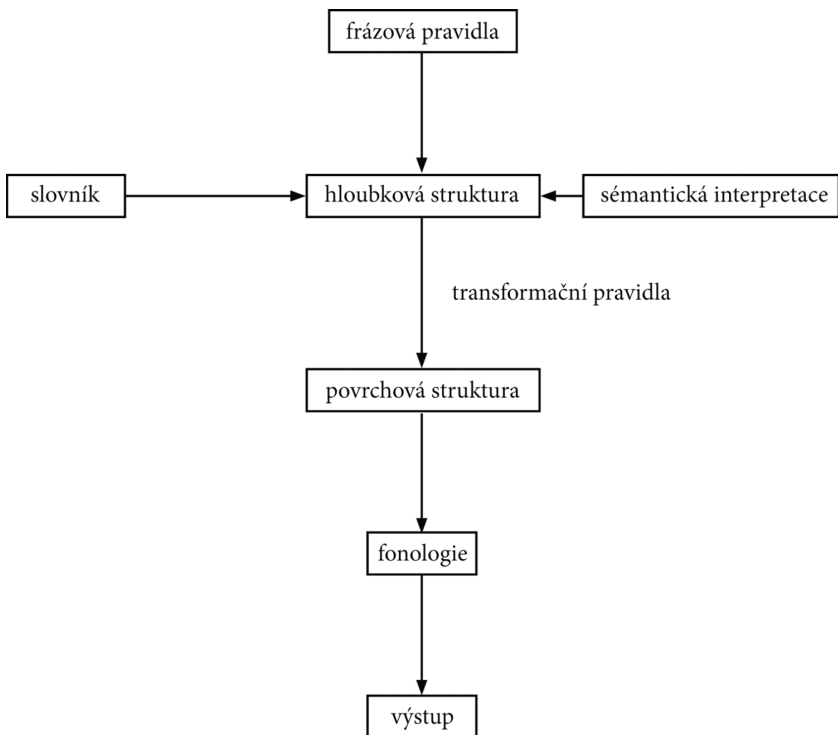 frázová pravidla
slovník
hloubková struktura
sémantická interpretace
transformační pravidla
povrchová struktura
fonologie
výstup